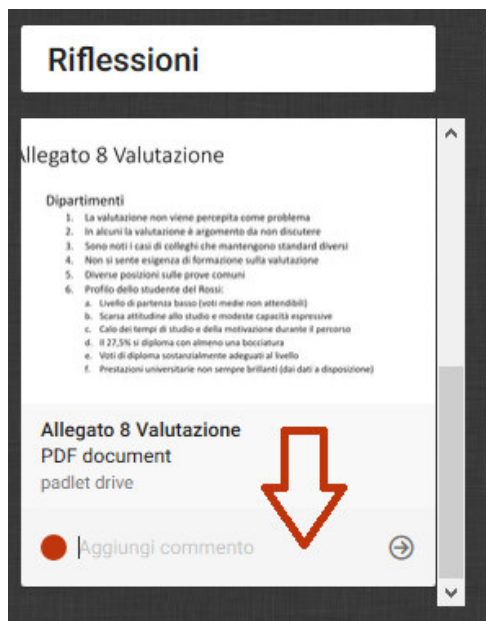 Riflessioni
Allegato 8 Valutazione
Dipartimenti
1. La valutazione non viene percepita come problema
2. In alcuni la valutazione è argomento da non discutere
3. Sono noti i casi di colleghi che mantengono standard diversi
4. Non si sente esigenza di formazione sulla valutazione
5. Diverse posizioni sulle prove comuni
6. Profilo dello studente del Rossi:
a. Livello di partenza basso (voti medie non attendibili)
b. Scarsa attitudine allo studio e modeste capacità espressive
c. Calo dei tempi di studio e della motivazione durante il percorso
d. Il 27,5% si diploma con almeno una bocciatura
e. Voti di diploma sostanzialmente adeguati al livello
f. Prestazioni universitarie non sempre brillanti (dai dati a disposizione)
Allegato 8 Valutazione
PDF document
padlet drive
Aggiungi commento